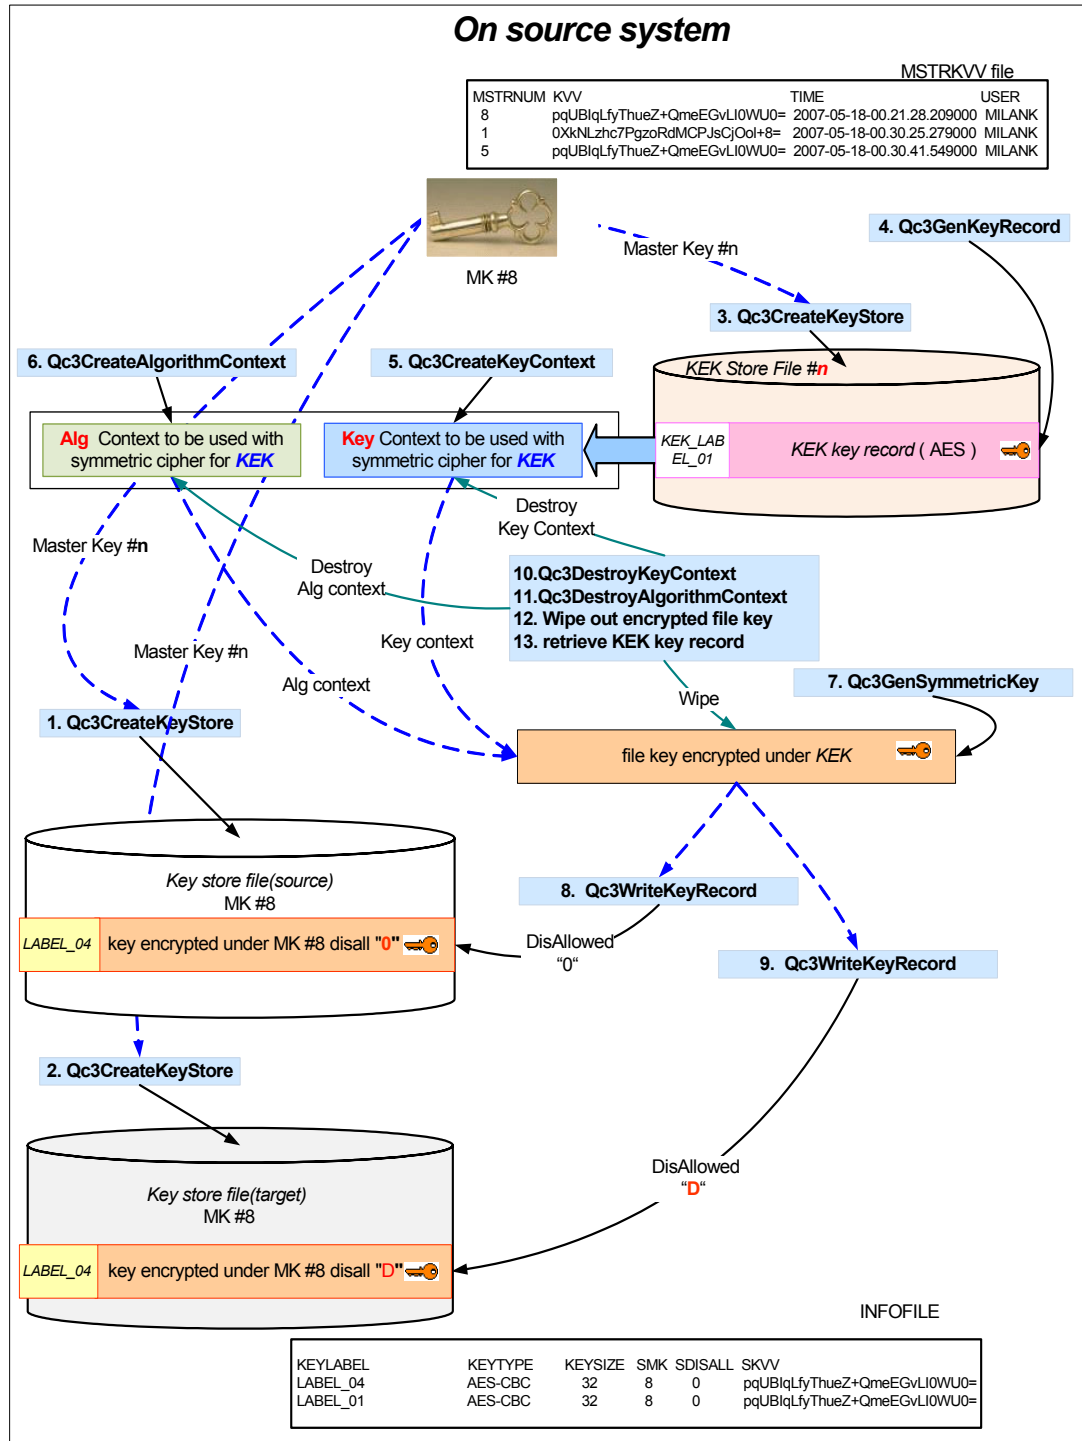 On source system
MSTRKVV file
MSTRNUM KVV TIME USER
8 pqUBIqLfyThueZ+QmeEGvLI0WU0= 2007-05-18-00.21.28.209000 MILANK
1 0XkNLzhc7PgzoRdMCPJsCjOoI+8= 2007-05-18-00.30.25.279000 MILANK
5 pqUBIqLfyThueZ+QmeEGvLI0WU0= 2007-05-18-00.30.41.549000 MILANK
4. Qc3GenKeyRecord
Master Key #n
MK #8
3. Qc3CreateKeyStore
6. Qc3CreateAlgorithmContext
5. Qc3CreateKeyContext
KEK Store File #n
Alg Context to be used with
symmetric cipher for KEK
Key Context to be used with
symmetric cipher for KEK
KEK_LAB
EL_01
KEK key record ( AES )
Destroy
Key Context
Master Key #n
Destroy
Alg context
10.Qc3DestroyKeyContext
11.Qc3DestroyAlgorithmContext
12. Wipe out encrypted file key
13. retrieve KEK key record
Master Key #n
Key context
Alg context
7. Qc3GenSymmetricKey
Wipe
1. Qc3CreateKeyStore
file key encrypted under KEK
Key store file(source)
MK #8
8. Qc3WriteKeyRecord
LABEL_04
key encrypted under MK #8 disall "0"
DisAllowed
“0“
9. Qc3WriteKeyRecord
2. Qc3CreateKeyStore
DisAllowed
“D“
Key store file(target)
MK #8
LABEL_04
key encrypted under MK #8 disall "D"
INFOFILE
KEYLABEL KEYTYPE KEYSIZE SMK SDISALL SKVV
LABEL_04 AES-CBC 32 8 0 pqUBIqLfyThueZ+QmeEGvLI0WU0=
LABEL_01 AES-CBC 32 8 0 pqUBIqLfyThueZ+QmeEGvLI0WU0=